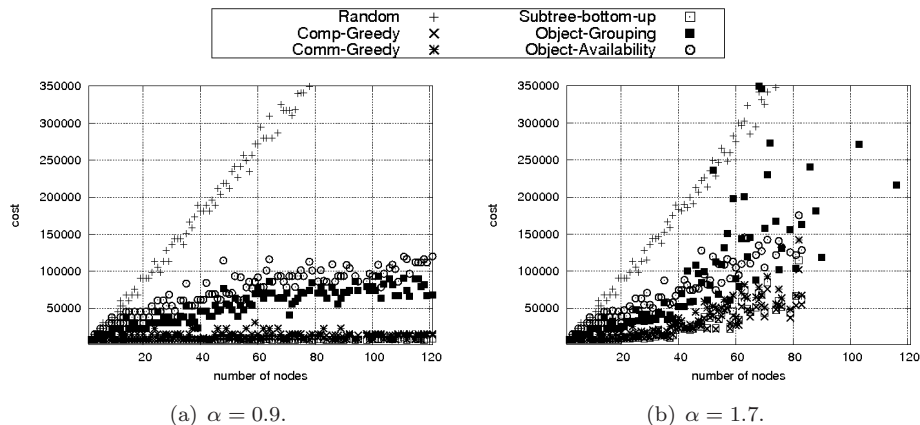 Random + Subtree-bottom-up
Comp-Greedy × Object-Grouping
Comm-Greedy Object-Availability
350000
300000
250000
200000
150000
100000
50000
cost
20 40 60 80 100 120
number of nodes
(a) α = 0.9.
350000
300000
250000
200000
150000
100000
50000
cost
20 40 60 80 100 120
number of nodes
(b) α = 1.7.